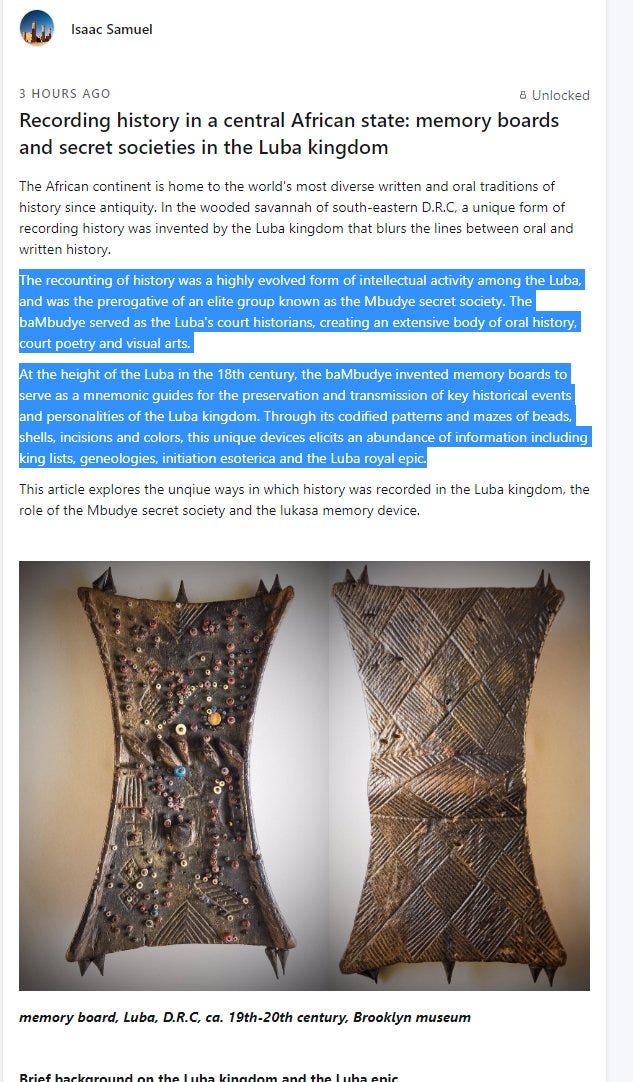 Isaac Samuel
3 HOURS AGO
Unlocked
Recording history in a central African state: memory boards
and secret societies in the Luba kingdom
The African continent is home to the world's most diverse written and oral traditions of
history since antiquity. In the wooded savannah of south-eastern D.R.C, a unique form of
recording history was invented by the Luba kingdom that blurs the lines between oral and
written history.
The recounting of history was a highly evolved form of intellectual activity among the Luba,
and was the prerogative of an elite group known as the Mbudye secret society. The
baMbudye served as the Luba's court historians, creating an extensive body of oral history,
court poetry and visual arts.
At the height of the Luba in the 18th century, the baMbudye invented memory boards to
serve as a mnemonic guides for the preservation and transmission of key historical events
and personalities of the Luba kingdom. Through its codified patterns and mazes of beads,
shells, incisions and colors, this unique devices elicits an abundance of information including
king lists, geneologies, initiation esoterica and the Luba royal epic.
This article explores the unqiue ways in which history was recorded in the Luba kingdom, the
role of the Mbudye secret society and the lukasa memory device.
memory board, Luba, D.R.C, ca. 19th-20th century, Brooklyn museum
Brief background on the Luba kingdom and the Luba epic